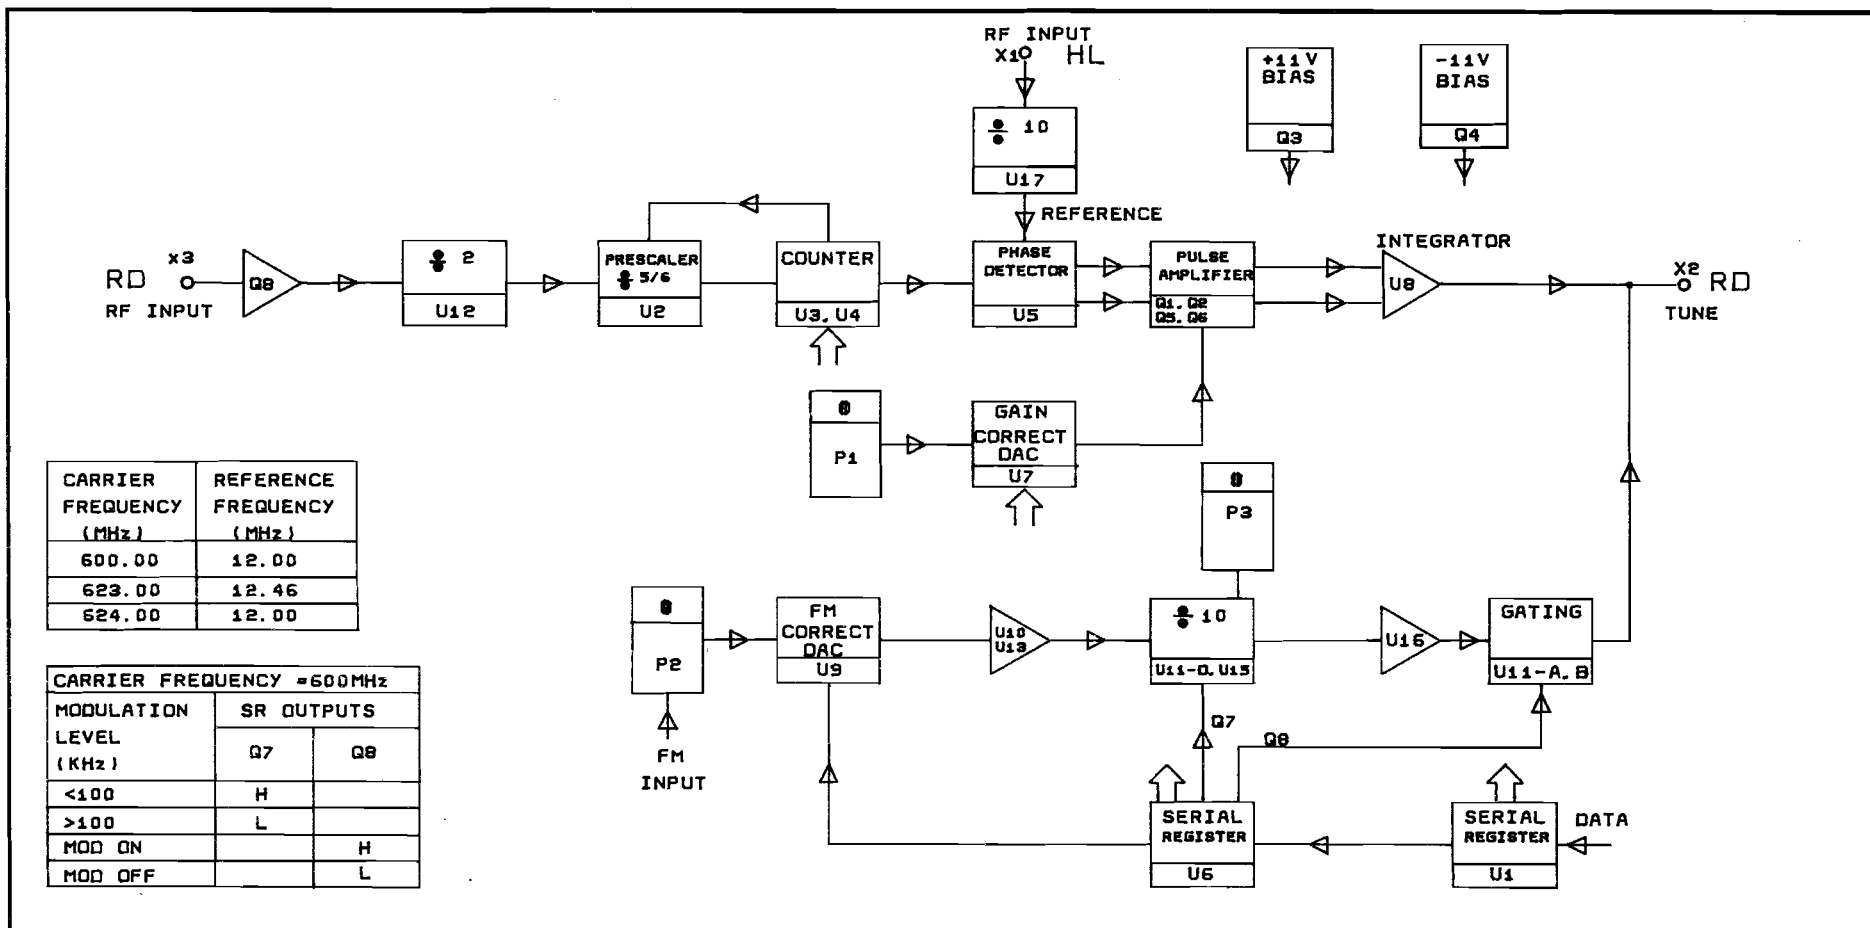 RF INPUT
X1 HL
÷ 10
U17
REFERENCE
+11V
BIAS
Q3
-11V
BIAS
Q4
X3
RD
RF INPUT
Q8
÷ 2
U12
PRESCALER
÷ 5/6
U2
COUNTER
U3. U4
PHASE
DETECTOR
U5
PULSE
AMPLIFIER
Q1. Q2
Q5. Q6
INTEGRATOR
U8
X2 RD
TUNE
P1
GAIN
CORRECT
DAC
U7
P3
P2
FM
INPUT
FM
CORRECT
DAC
U9
U10
U13
÷ 10
U11-D. U15
U16
GATING
U11-A. B
Q7
Q8
SERIAL
REGISTER
U6
SERIAL
REGISTER
U1
DATA
CARRIER FREQUENCY (MHz) REFERENCE FREQUENCY (MHz)
600.00 12.00
623.00 12.46
624.00 12.00
CARRIER FREQUENCY =600MHz
MODULATION LEVEL (KHz) SR OUTPUTS
Q7 Q8
<100 H
>100 L
MOD ON H
MOD OFF L